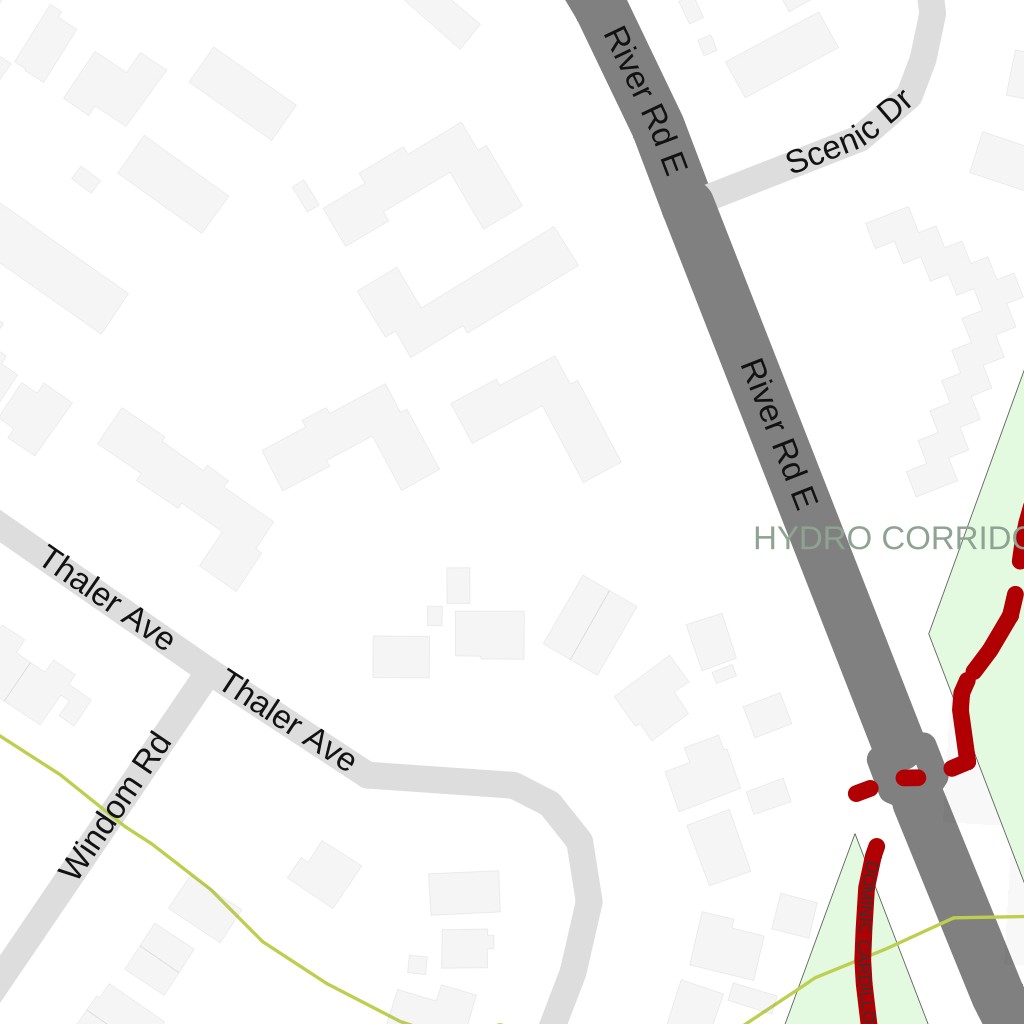 River Rd E
Scenic Dr
River Rd E
HYDRO CORRIDO
Thaler Ave
Thaler Ave
Windom Rd